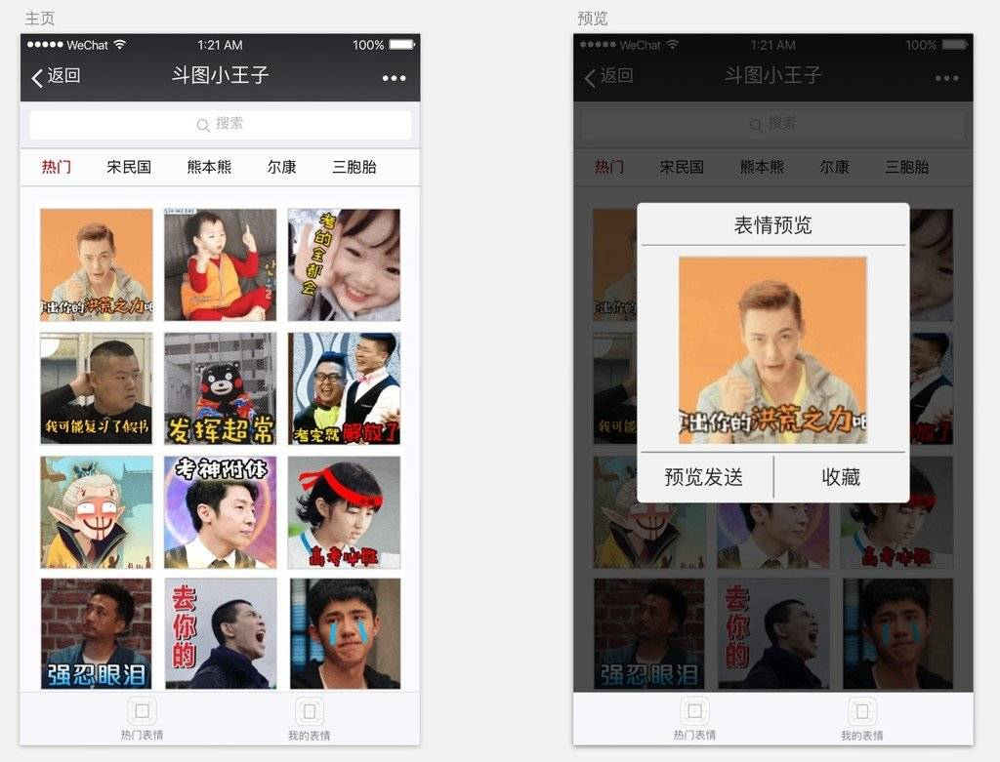 主页
WeChat 1:21 AM 100%
返回 斗图小王子
搜索
热门 宋民国 熊本熊 尔康 三胞胎
拿出你的洪荒之力吧
考的全都会
我可能复习了假书
发挥超常
考完就解放了
考神附体
高考必胜
强忍眼泪
去你的
热门表情 我的表情
预览
WeChat 1:21 AM 100%
返回 斗图小王子
搜索
热门 宋民国 熊本熊 尔康 三胞胎
表情预览
拿出你的洪荒之力吧
预览发送 收藏
高考必胜
强忍眼泪
去你的
热门表情 我的表情